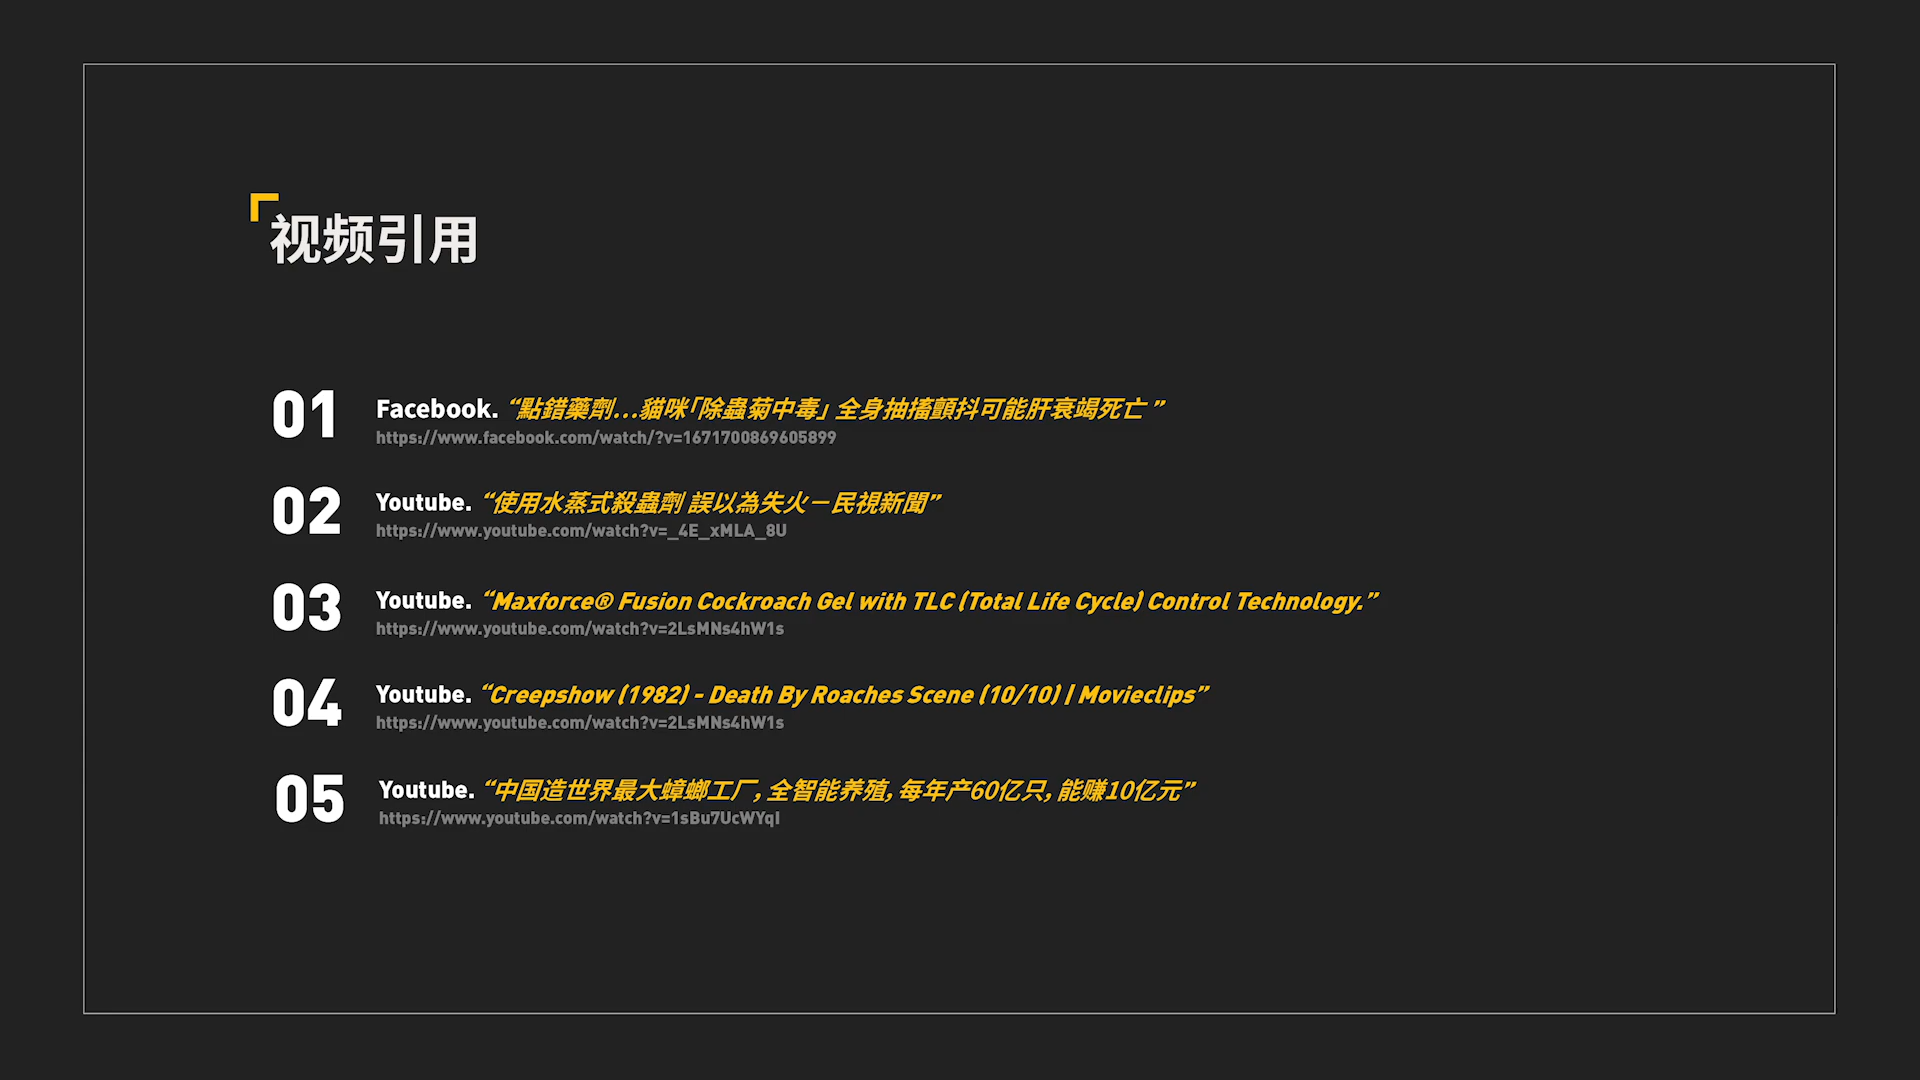 视频引用
01
Facebook. “點錯藥劑...貓咪「除蟲菊中毒」全身抽搐顫抖可能肝衰竭死亡 ”
https://www.facebook.com/watch/?v=1671700869605899
02
Youtube. “使用水蒸式殺蟲劑 誤以為失火－民視新聞”
https://www.youtube.com/watch?v=_4E_xMLA_8U
03
Youtube. “Maxforce® Fusion Cockroach Gel with TLC (Total Life Cycle) Control Technology.”
https://www.youtube.com/watch?v=2LsMNs4hW1s
04
Youtube. “Creepshow (1982) - Death By Roaches Scene (10/10) | Movieclips”
https://www.youtube.com/watch?v=2LsMNs4hW1s
05
Youtube. “中国造世界最大蟑螂工厂，全智能养殖，每年产60亿只，能赚10亿元”
https://www.youtube.com/watch?v=1sBu7UcWYqI